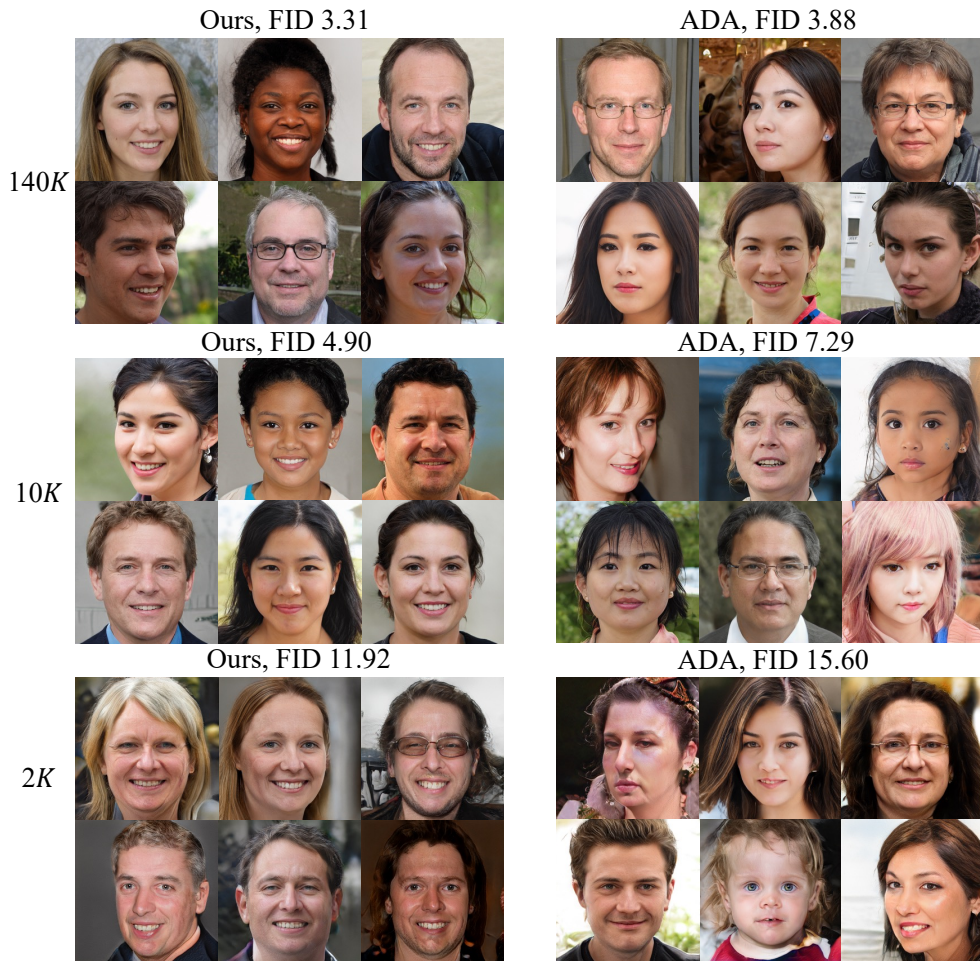 Ours, FID 3.31
ADA, FID 3.88
140K
Ours, FID 4.90
ADA, FID 7.29
10K
Ours, FID 11.92
ADA, FID 15.60
2K